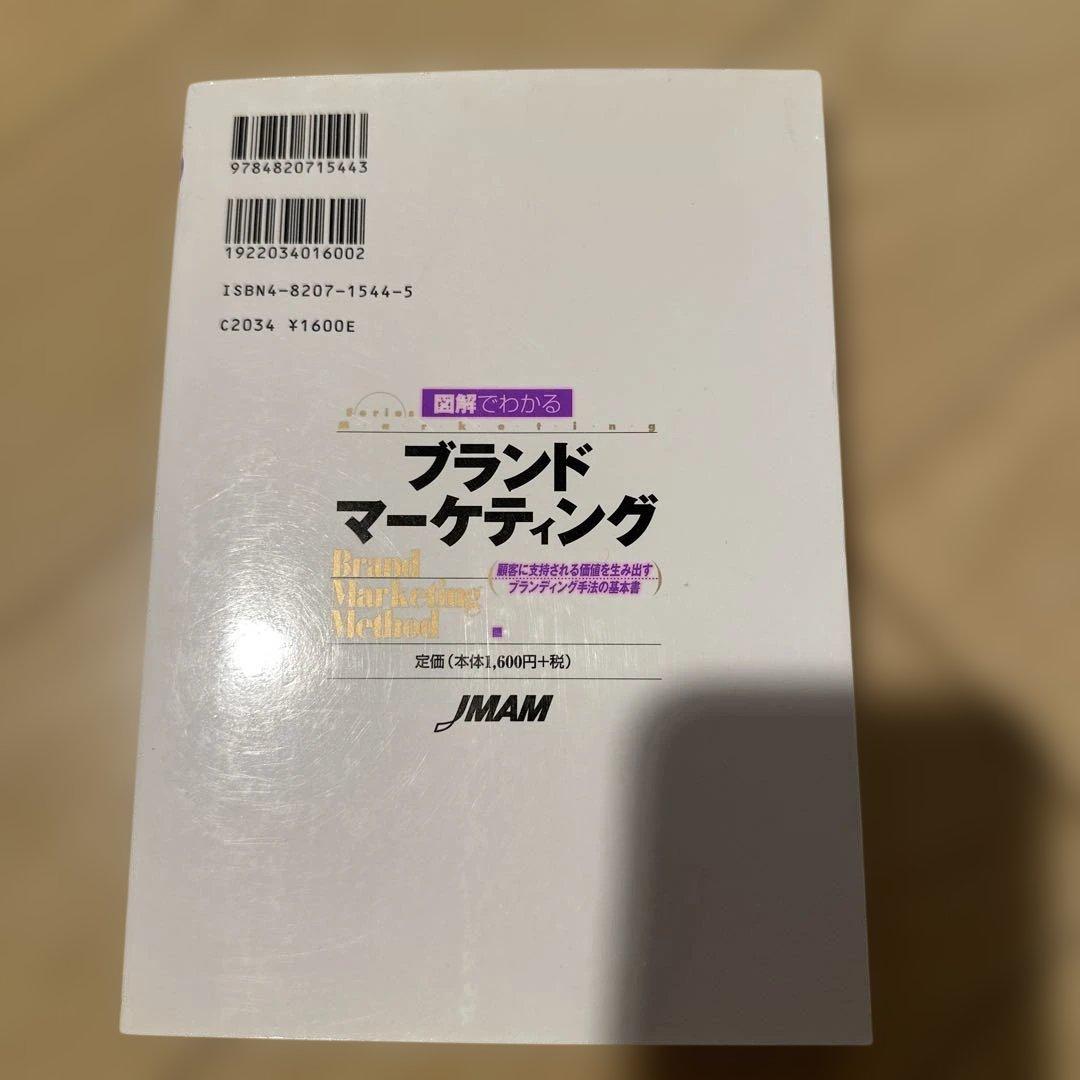 9784820715443
1922034016002
ISBN4-8207-1544-5
C2034 ¥1600E
図解でわかる
Series
Marketing
ブランド
マーケティング
Brand
Marketing
Method
顧客に支持される価値を生み出す
ブランディング手法の基本書
定価(本体1,600円+税)
JMAM